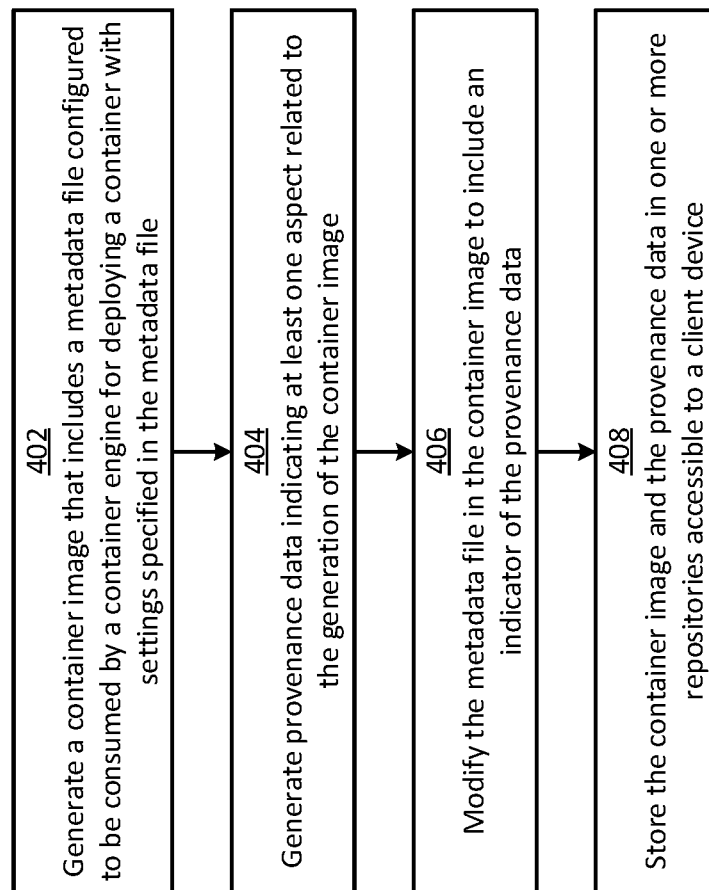 402
Generate a container image that includes a metadata file configured
to be consumed by a container engine for deploying a container with
settings specified in the metadata file
404
Generate provenance data indicating at least one aspect related to
the generation of the container image
406
Modify the metadata file in the container image to include an
indicator of the provenance data
408
Store the container image and the provenance data in one or more
repositories accessible to a client device